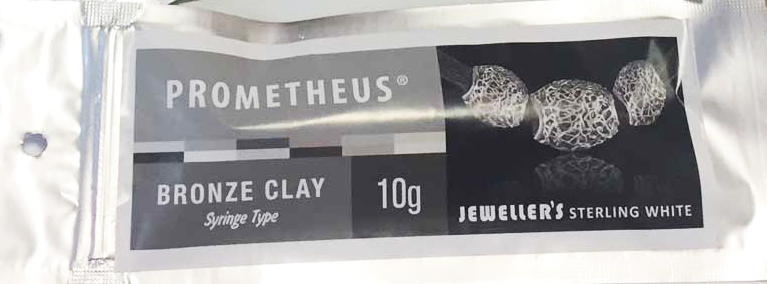 PROMETHEUS®
BRONZE CLAY
Syringe Type
10g
JEWELLER'S STERLING WHITE